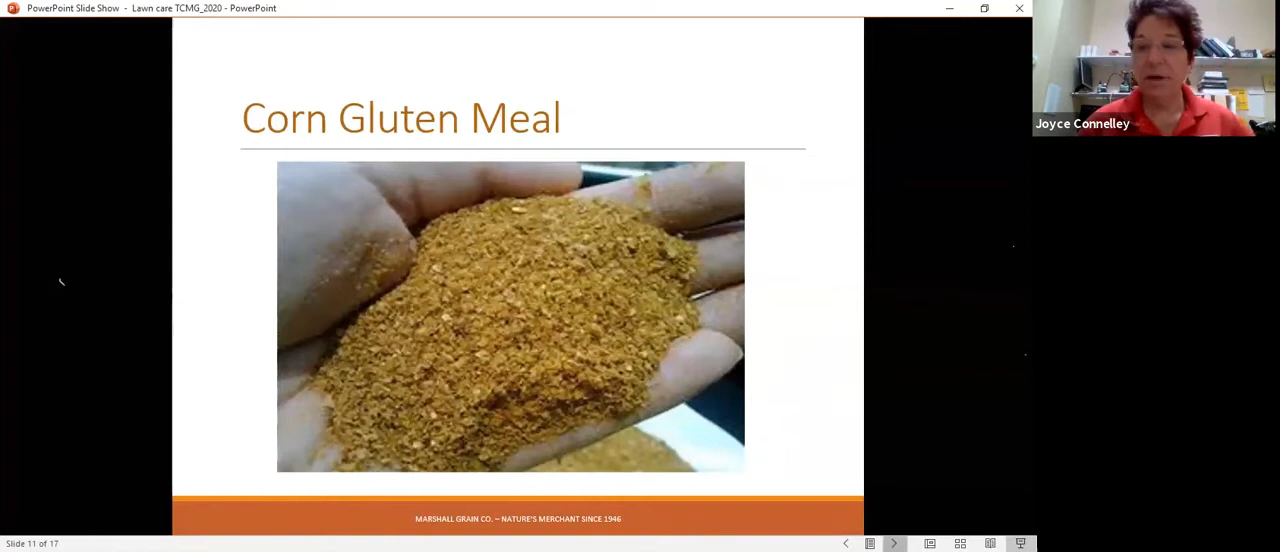 PowerPoint Slide Show - Lawn care TCMG_2020 - PowerPoint
Joyce Connelley
Corn Gluten Meal
MARSHALL GRAIN CO. – NATURE'S MERCHANT SINCE 1946
Slide 11 of 17